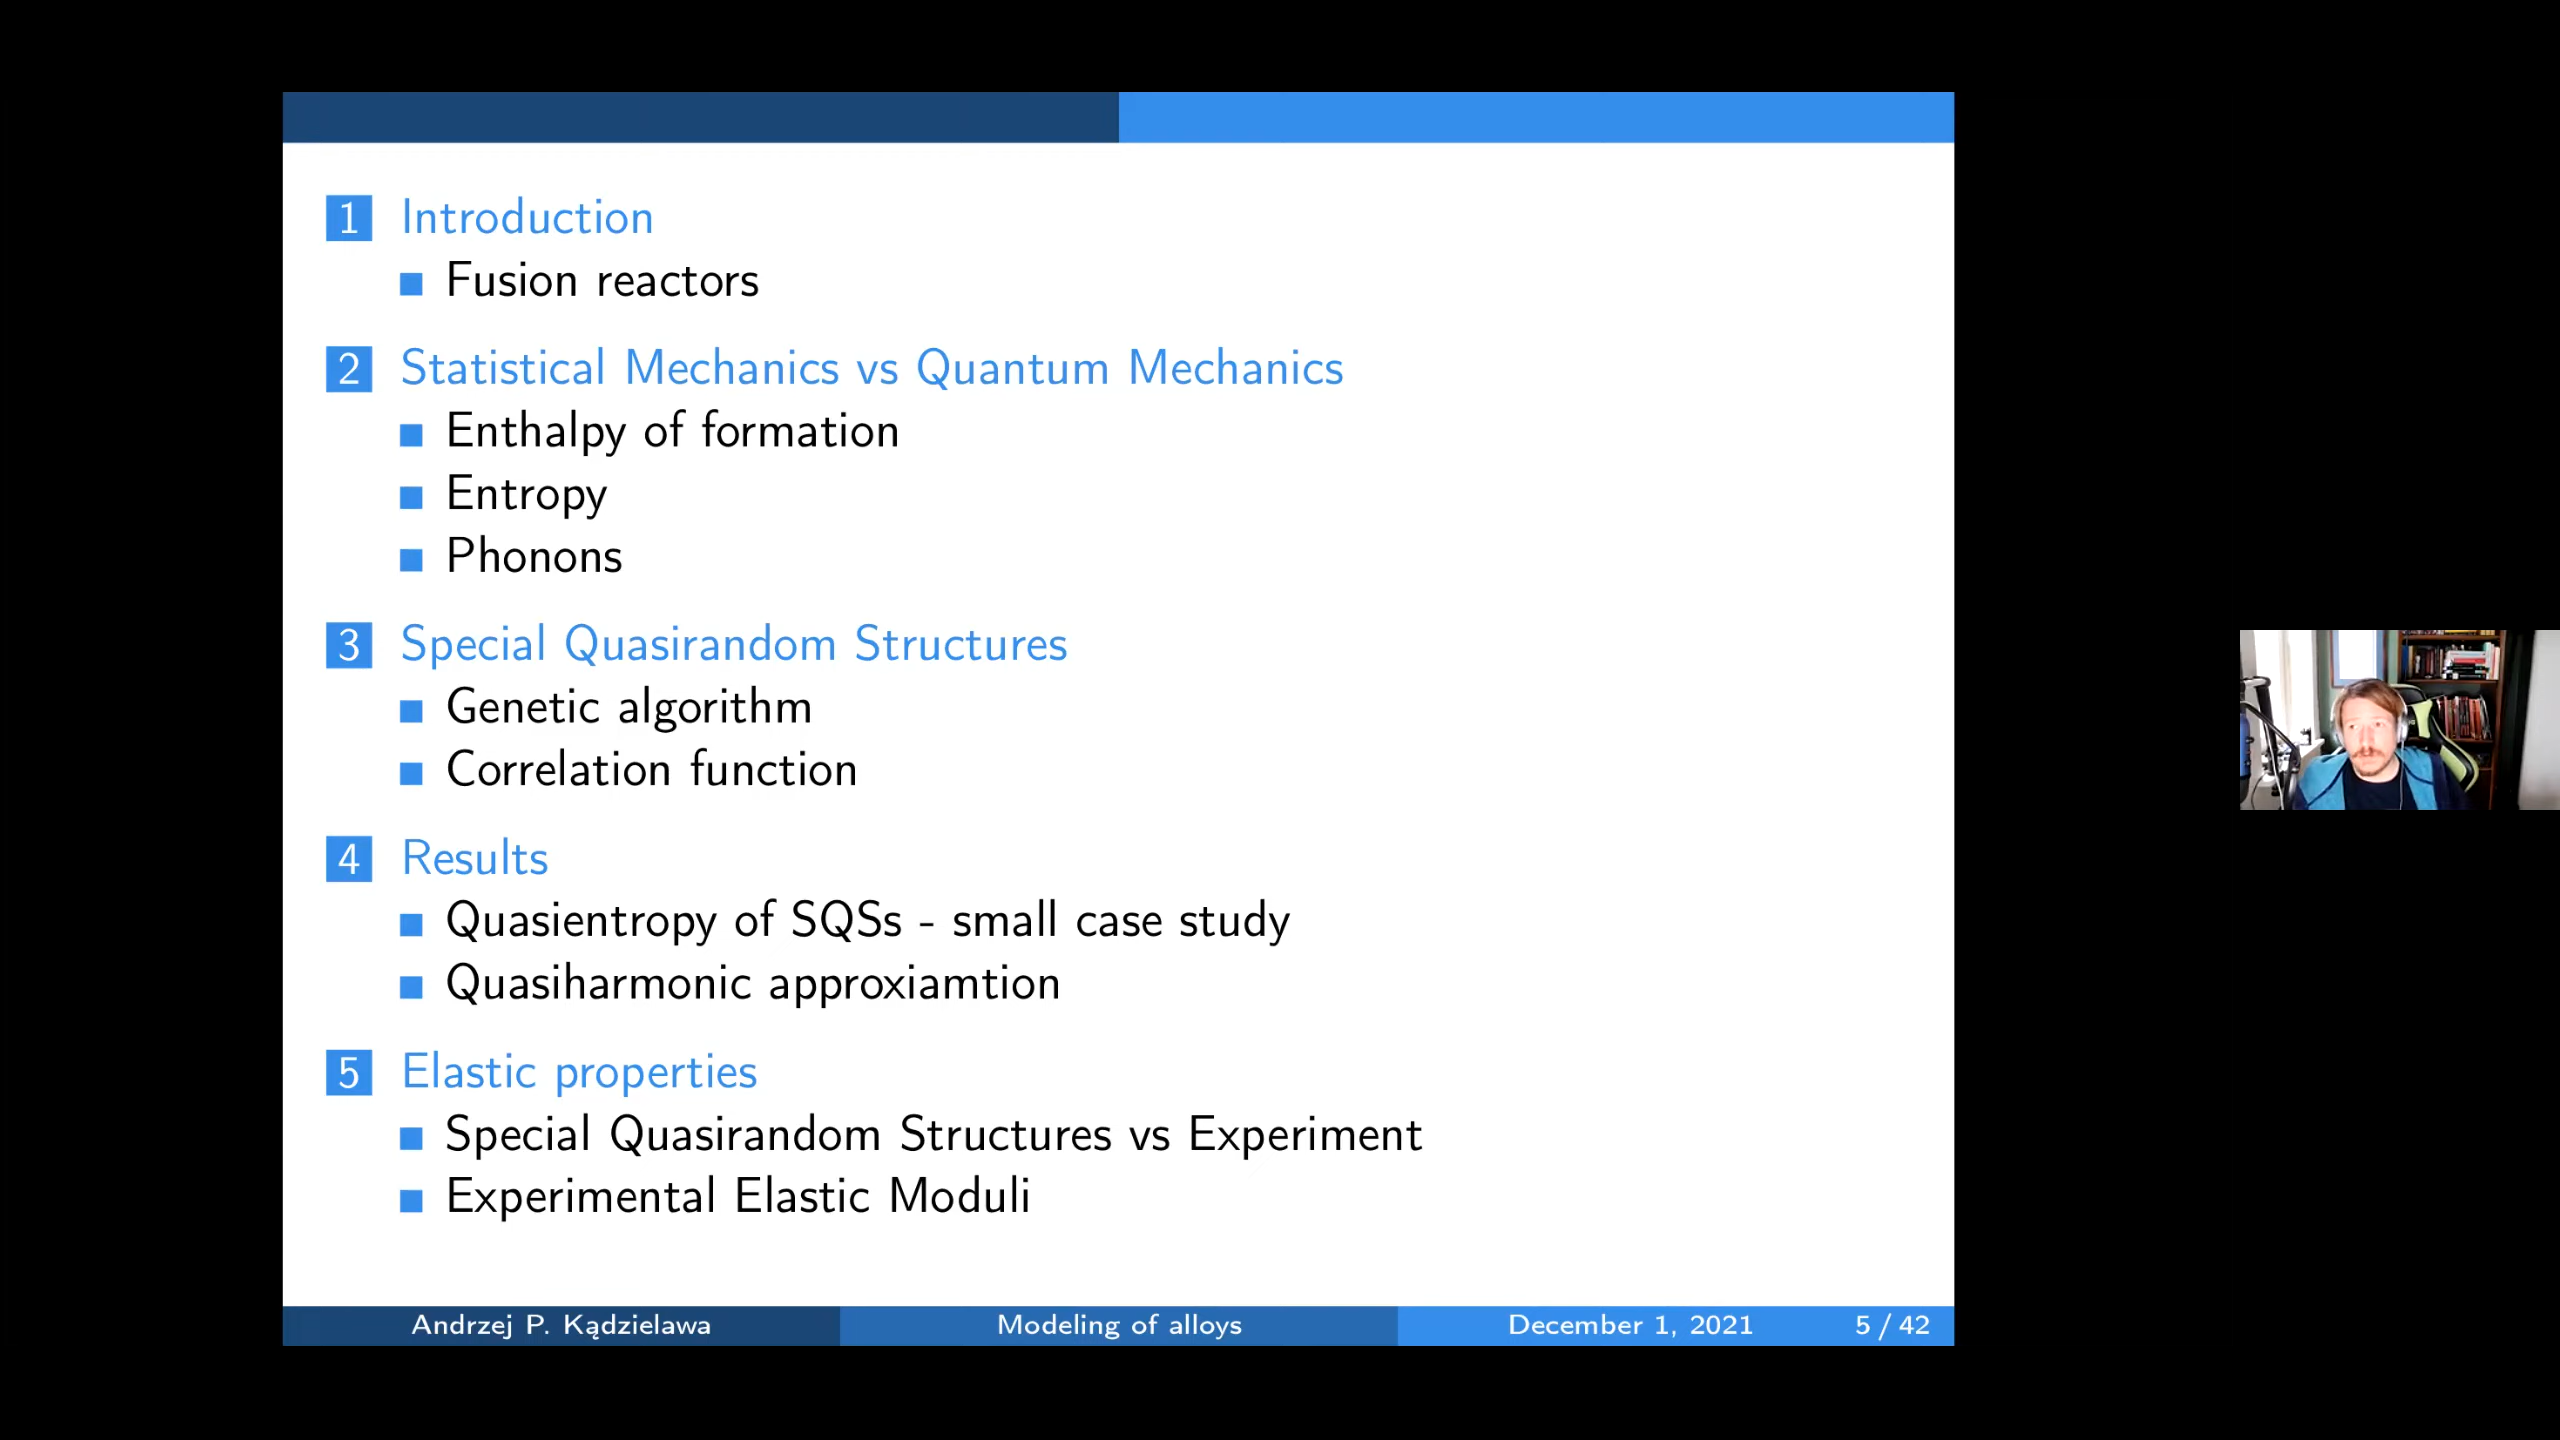 1 Introduction
Fusion reactors
2 Statistical Mechanics vs Quantum Mechanics
Enthalpy of formation
Entropy
Phonons
3 Special Quasirandom Structures
Genetic algorithm
Correlation function
4 Results
Quasientropy of SQSs - small case study
Quasiharmonic approxiamtion
5 Elastic properties
Special Quasirandom Structures vs Experiment
Experimental Elastic Moduli
Andrzej P. Kądzielawa Modeling of alloys December 1, 2021 5 / 42